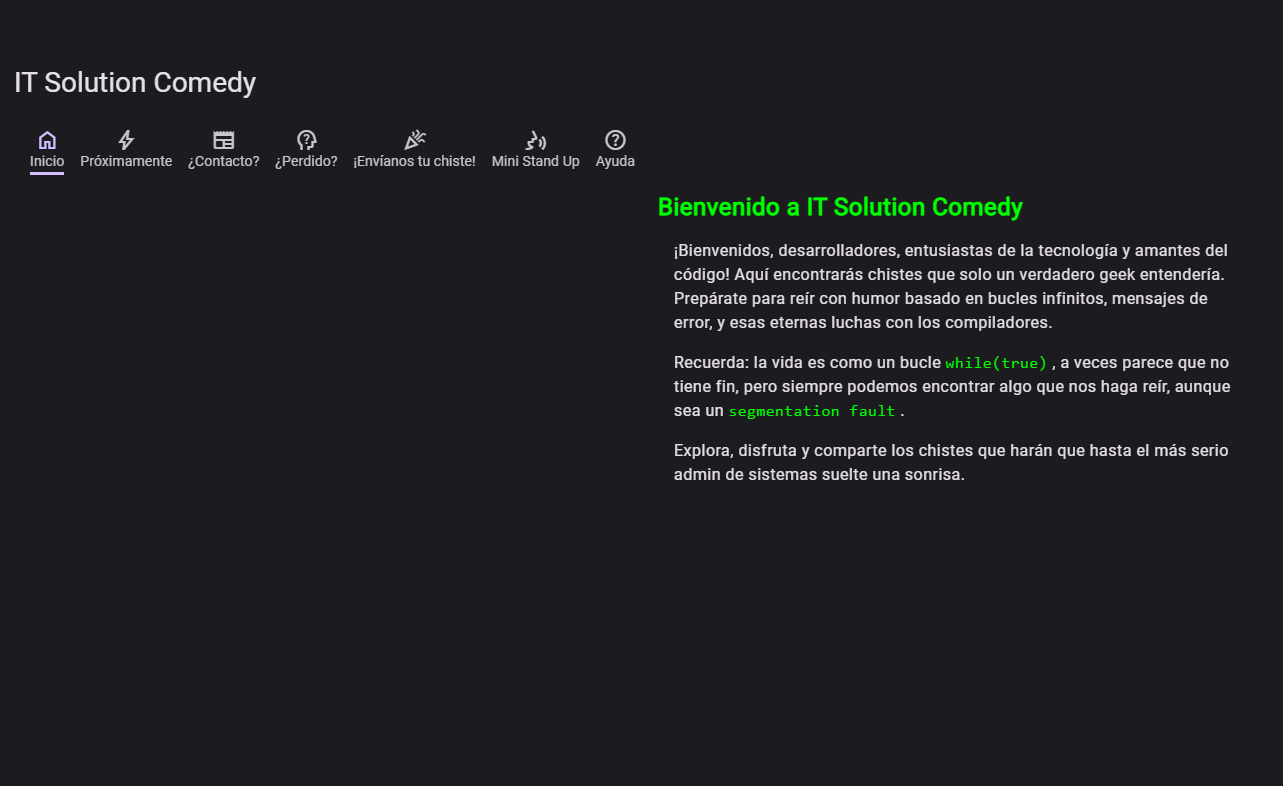 IT Solution Comedy
Inicio
Próximamente
¿Contacto?
¿Perdido?
¡Envíanos tu chiste!
Mini Stand Up
Ayuda
Bienvenido a IT Solution Comedy
¡Bienvenidos, desarrolladores, entusiastas de la tecnología y amantes del
código! Aquí encontrarás chistes que solo un verdadero geek entendería.
Prepárate para reír con humor basado en bucles infinitos, mensajes de
error, y esas eternas luchas con los compiladores.
Recuerda: la vida es como un bucle while(true) , a veces parece que no
tiene fin, pero siempre podemos encontrar algo que nos haga reír, aunque
sea un segmentation fault .
Explora, disfruta y comparte los chistes que harán que hasta el más serio
admin de sistemas suelte una sonrisa.